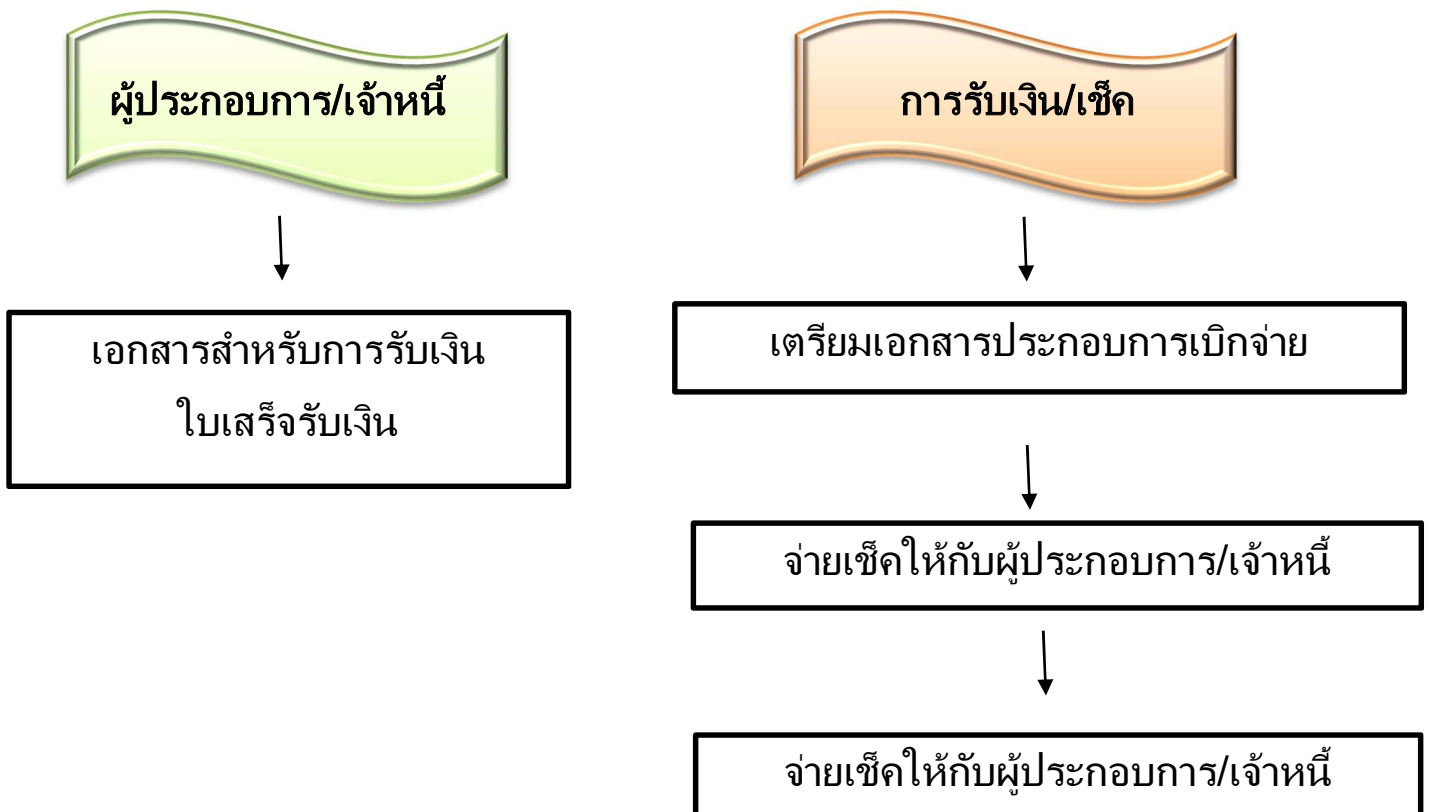 ผู้ประกอบการ/เจ้าหนี้
เอกสารสำหรับการรับเงิน
ใบเสร็จรับเงิน
การรับเงิน/เช็ค
เตรียมเอกสารประกอบการเบิกจ่าย
จ่ายเช็คให้กับผู้ประกอบการ/เจ้าหนี้
จ่ายเช็คให้กับผู้ประกอบการ/เจ้าหนี้